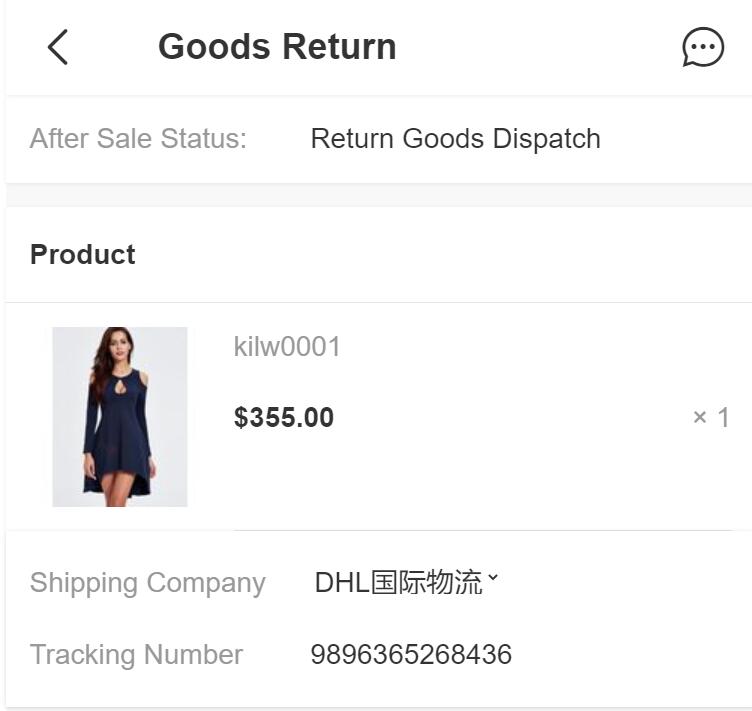 Goods Return
After Sale Status: Return Goods Dispatch
Product
kilw0001
$355.00 × 1
Shipping Company DHL国际物流
Tracking Number 9896365268436